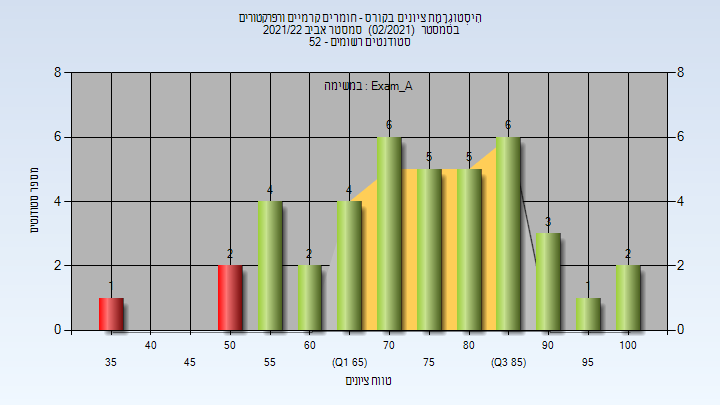 היסטוגרמת ציונים בקורס - חומרים קרמיים ורפרקטורים
בסמסטר (02/2021) סמסטר אביב 2021/22
סטודנטים רשומים - 52
במשימה : Exam_A
8 8
6 6
4 4
2 2
0 0
מספר סטודנטים
1 2 4 2 4 6 5 5 6 3 1 2
40 50 60 70 80 90 100
35 45 55 (Q1 65) 75 (Q3 85) 95
טווח ציונים